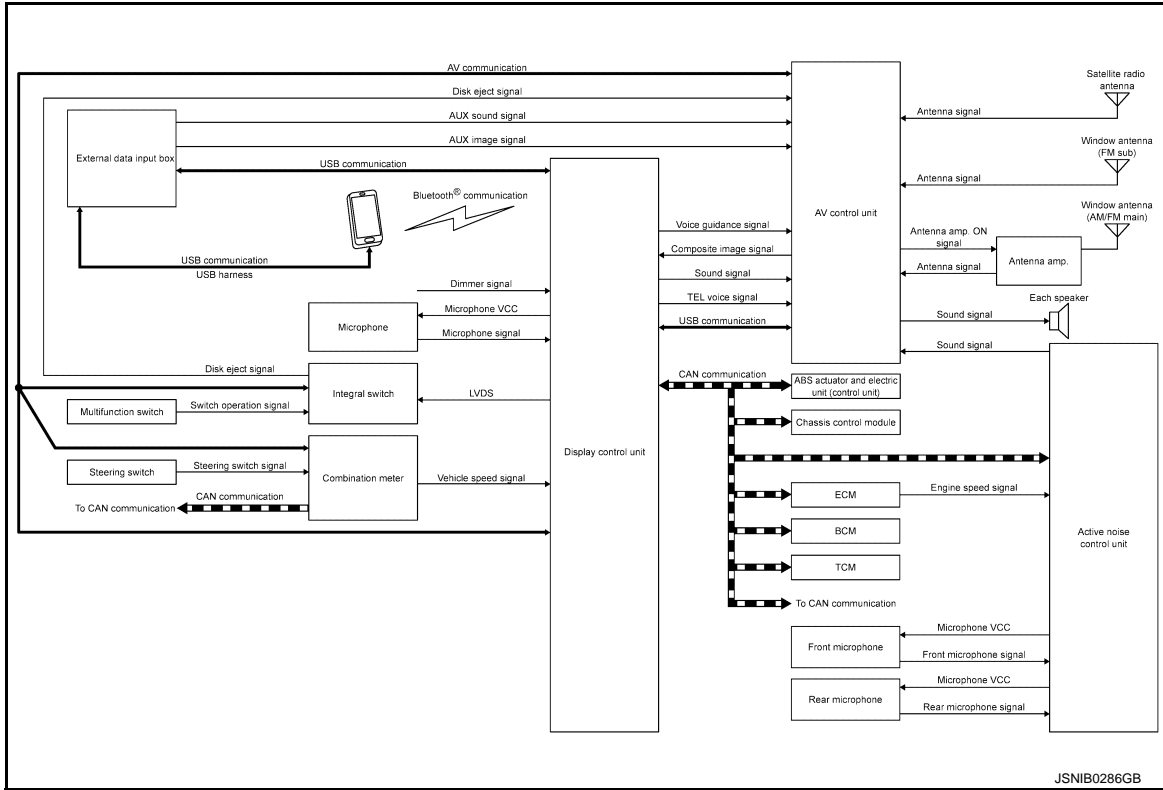 AV communication
Disk eject signal
AUX sound signal
AUX image signal
External data input box
USB communication
Bluetooth® communication
USB communication
USB harness
Dimmer signal
Microphone
Microphone VCC
Microphone signal
Disk eject signal
Integral switch
LVDS
Multifunction switch
Switch operation signal
Steering switch
Steering switch signal
Combination meter
Vehicle speed signal
To CAN communication
CAN communication
Display control unit
Voice guidance signal
Composite image signal
Sound signal
TEL voice signal
USB communication
CAN communication
AV control unit
Satellite radio
antenna
Antenna signal
Window antenna
(FM sub)
Antenna signal
Window antenna
(AM/FM main)
Antenna amp. ON
signal
Antenna signal
Antenna amp.
Each speaker
Sound signal
Sound signal
ABS actuator and electric
unit (control unit)
Chassis control module
ECM
Engine speed signal
BCM
TCM
To CAN communication
Active noise
control unit
Front microphone
Microphone VCC
Front microphone signal
Rear microphone
Microphone VCC
Rear microphone signal
JSNIB0286GB